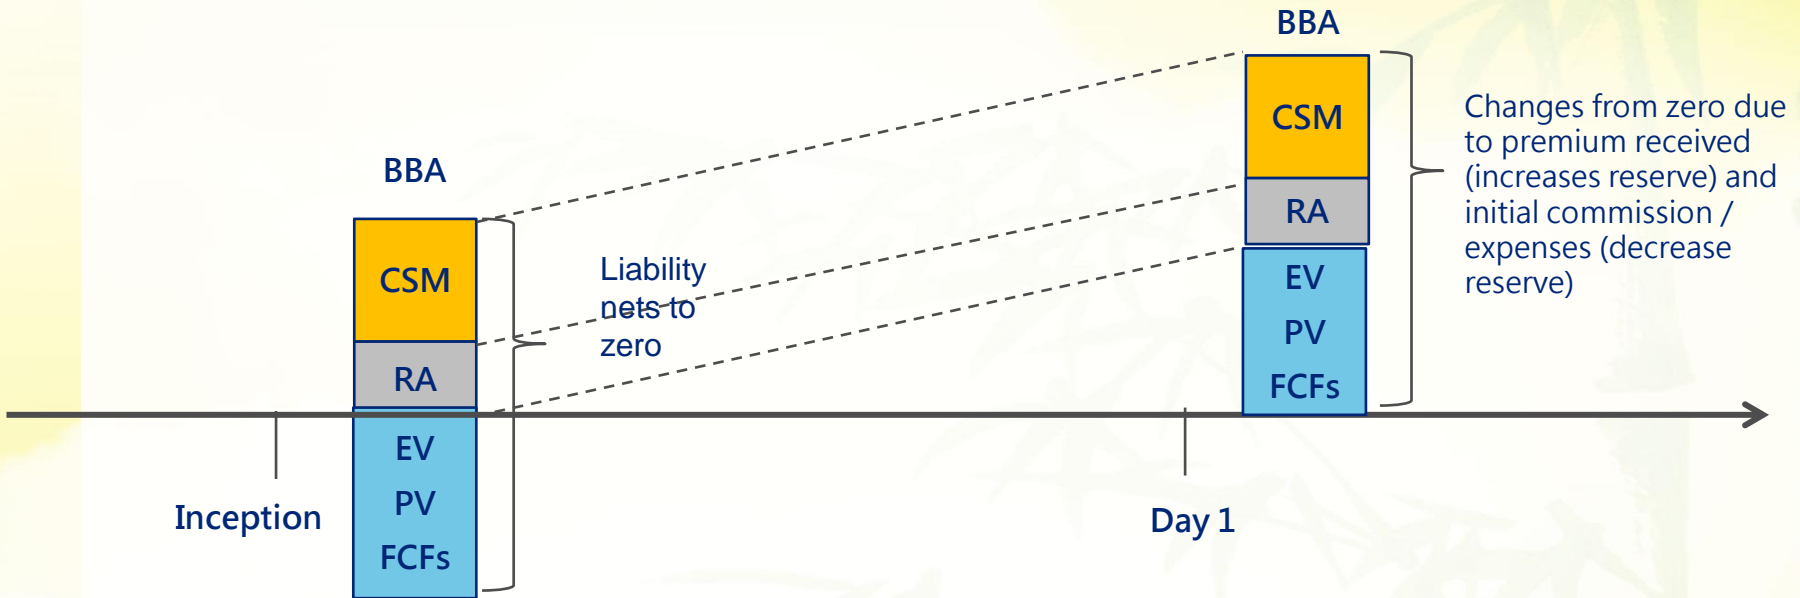 BBA
CSM
RA
EV
PV
FCFs
Liability
nets to
zero
Inception
BBA
CSM
RA
EV
PV
FCFs
Changes from zero due
to premium received
(increases reserve) and
initial commission /
expenses (decrease
reserve)
Day 1